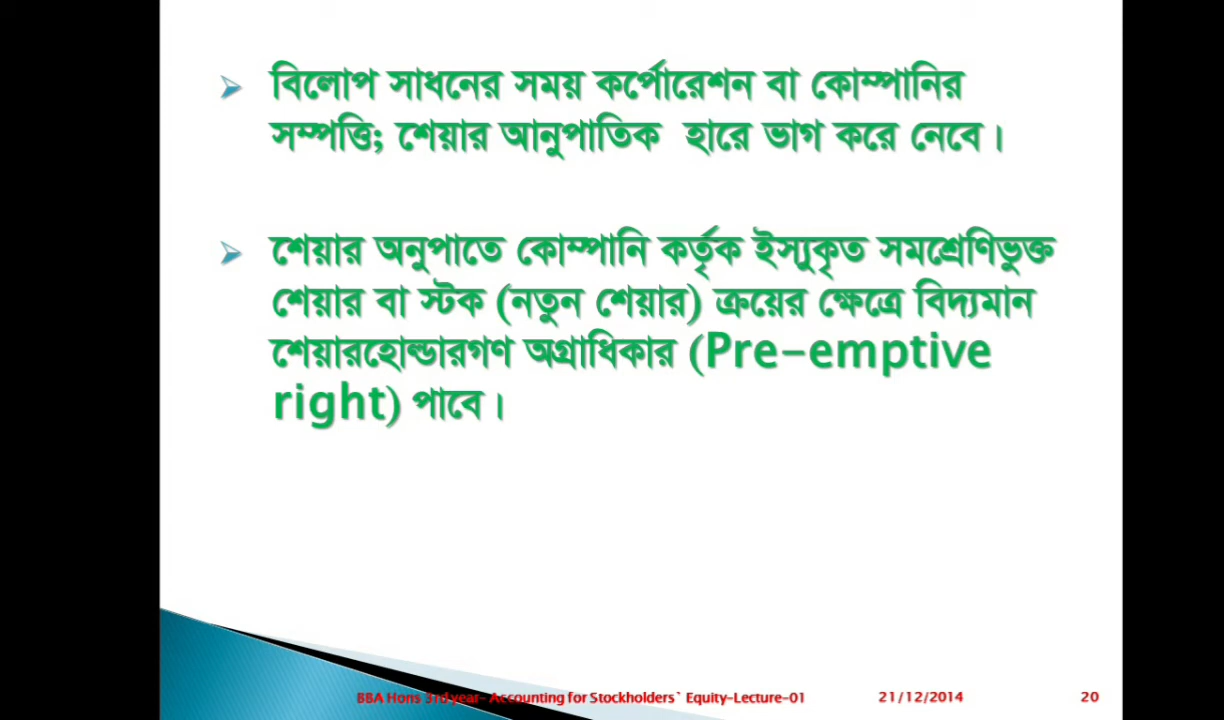 বিলোপ সাধনের সময় কর্পোরেশন বা কোম্পানির
সম্পত্তি; শেয়ার আনুপাতিক হারে ভাগ করে নেবে।
শেয়ার অনুপাতে কোম্পানি কর্তৃক ইস্যুকৃত সমশ্রেণিভুক্ত
শেয়ার বা স্টক (নতুন শেয়ার) ক্রয়ের ক্ষেত্রে বিদ্যমান
শেয়ারহোল্ডারগণ অগ্রাধিকার (Pre-emptive
right) পাবে।
BBA Hons 3rd year- Accounting for Stockholders` Equity-Lecture-01 21/12/2014 20